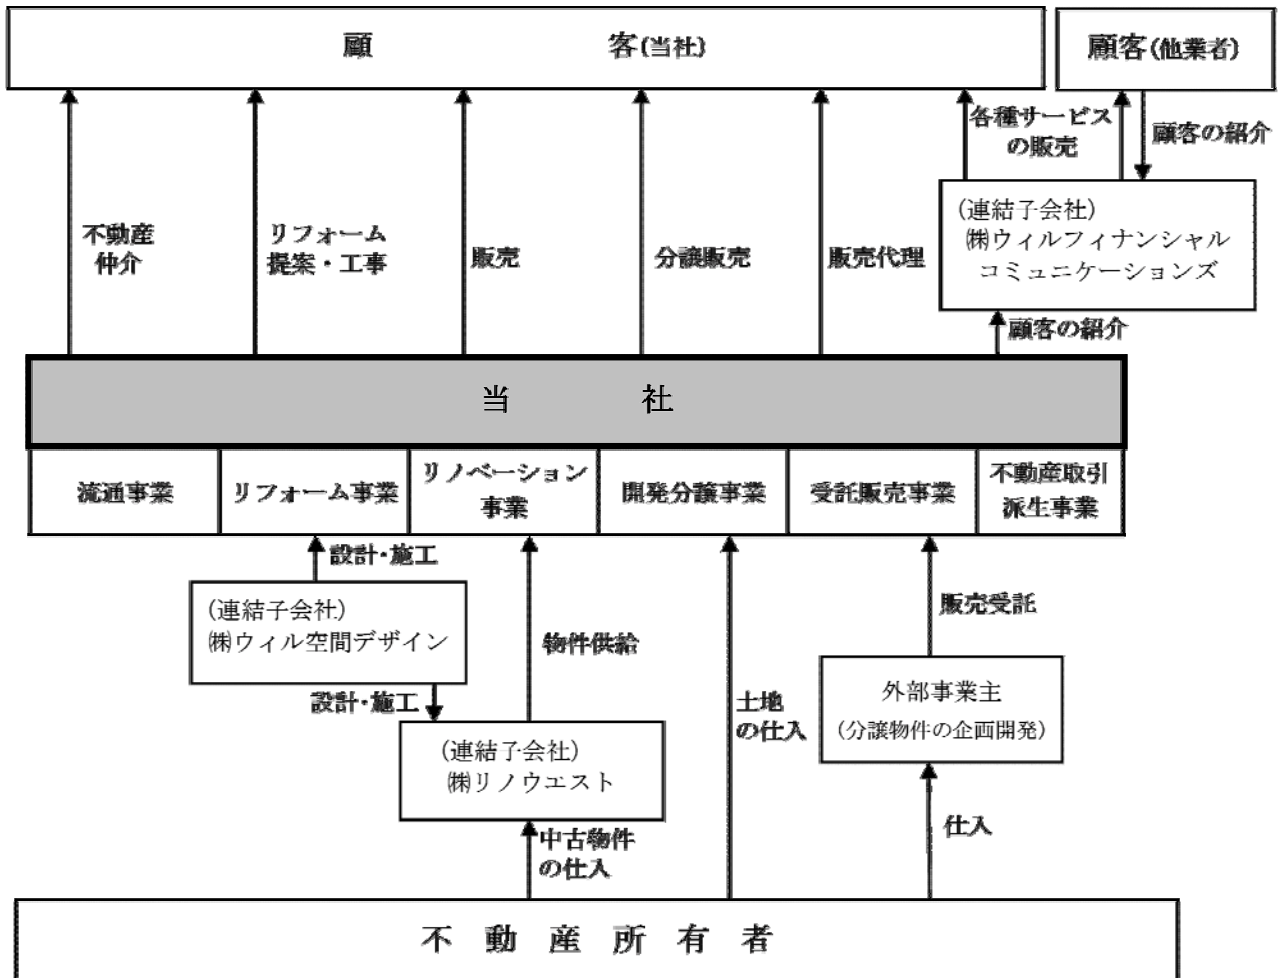 顧　客(当社)
顧客(他業者)
各種サービス
の販売
顧客の紹介
(連結子会社)
㈱ウィルフィナンシャル
コミュニケーションズ
不動産
仲介
リフォーム
提案・工事
販売
分譲販売
販売代理
顧客の紹介
当　社
流通事業
リフォーム事業
リノベーション
事業
開発分譲事業
受託販売事業
不動産取引
派生事業
設計・施工
(連結子会社)
㈱ウィル空間デザイン
設計・施工
物件供給
(連結子会社)
㈱リノウエスト
中古物件
の仕入
土地
の仕入
販売受託
外部事業主
(分譲物件の企画開発)
仕入
不動産所有者